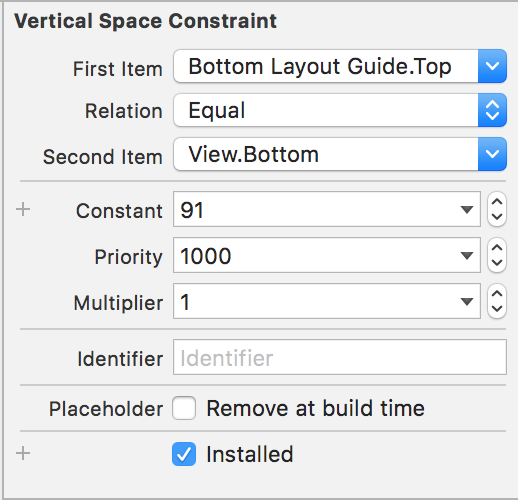 Vertical Space Constraint
First Item Bottom Layout Guide.Top
Relation Equal
Second Item View.Bottom
+ Constant 91
Priority 1000
Multiplier 1
Identifier Identifier
Placeholder Remove at build time
+ Installed